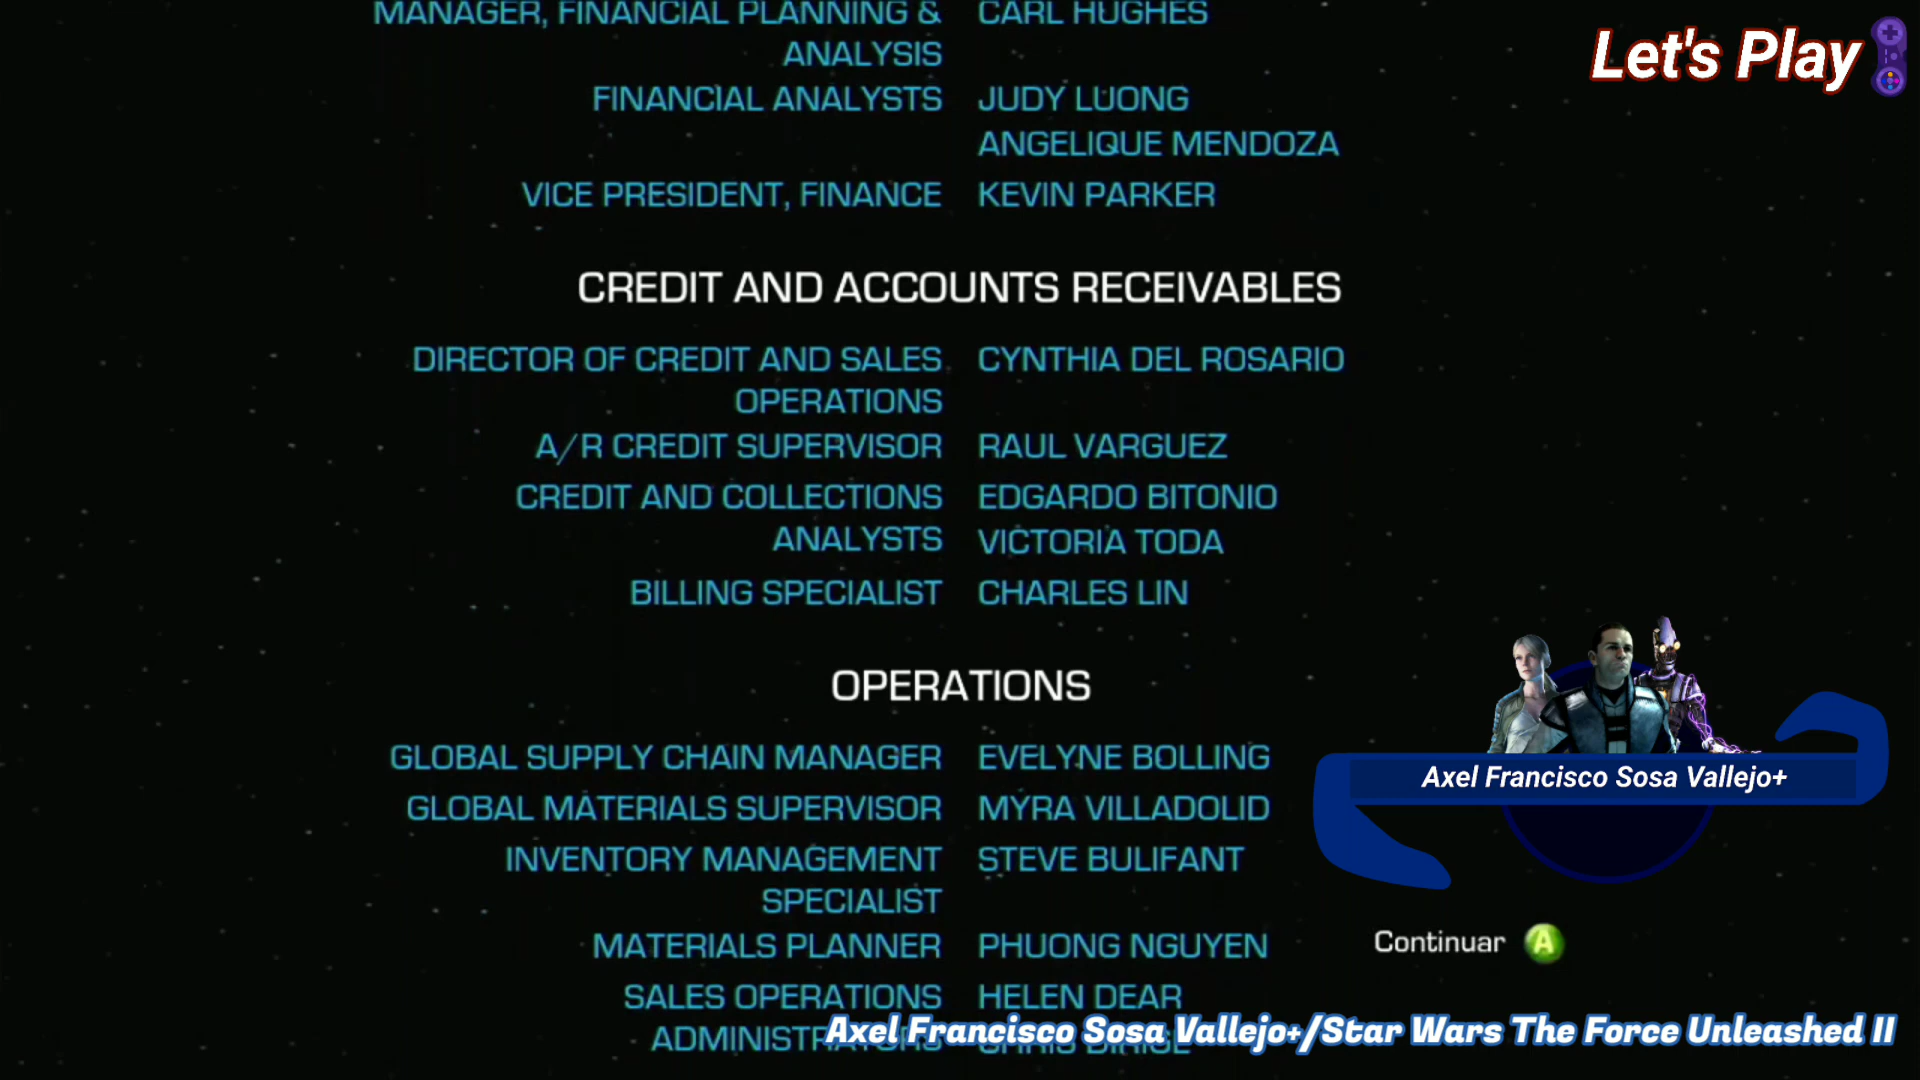 MANAGER, FINANCIAL PLANNING & CARL HUGHES
ANALYSIS
FINANCIAL ANALYSTS JUDY LUONG
ANGELIQUE MENDOZA
VICE PRESIDENT, FINANCE KEVIN PARKER
CREDIT AND ACCOUNTS RECEIVABLES
DIRECTOR OF CREDIT AND SALES CYNTHIA DEL ROSARIO
OPERATIONS
A/R CREDIT SUPERVISOR RAUL VARGUEZ
CREDIT AND COLLECTIONS EDGARDO BITONIO
ANALYSTS VICTORIA TODA
BILLING SPECIALIST CHARLES LIN
OPERATIONS
GLOBAL SUPPLY CHAIN MANAGER EVELYNE BOLLING
GLOBAL MATERIALS SUPERVISOR MYRA VILLADOLID
INVENTORY MANAGEMENT STEVE BULIFANT
SPECIALIST
MATERIALS PLANNER PHUONG NGUYEN
SALES OPERATIONS HELEN DEAR
ADMINISTRATORS
Let's Play
Axel Francisco Sosa Vallejo+
Continuar A
Axel Francisco Sosa Vallejo+/Star Wars The Force Unleashed II